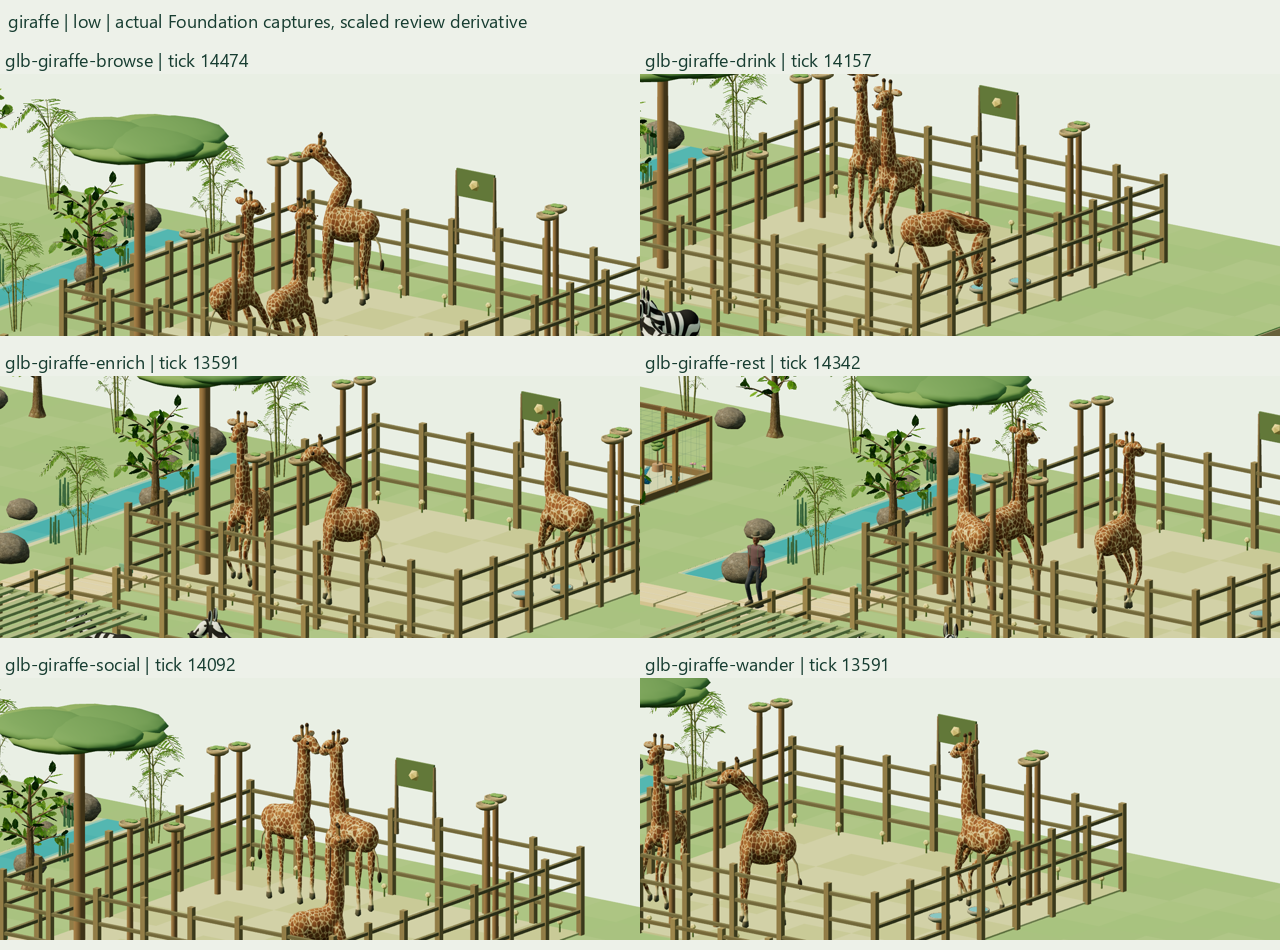 giraffe | low | actual Foundation captures, scaled review derivative
glb-giraffe-browse | tick 14474
glb-giraffe-drink | tick 14157
glb-giraffe-enrich | tick 13591
glb-giraffe-rest | tick 14342
glb-giraffe-social | tick 14092
glb-giraffe-wander | tick 13591